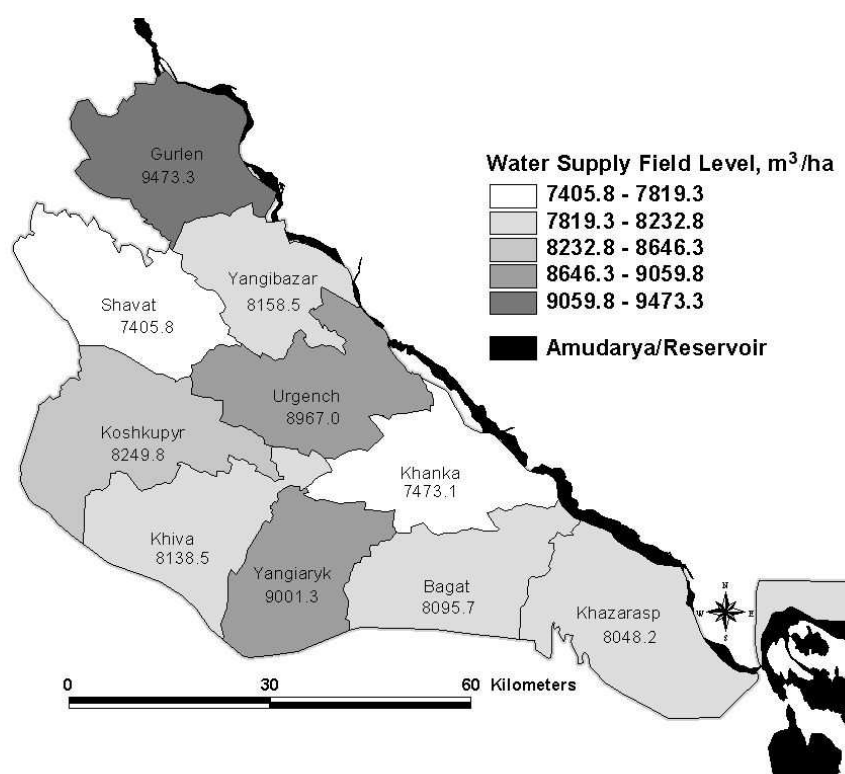 Gurlen
9473.3
Water Supply Field Level, m³/ha
7405.8 - 7819.3
7819.3 - 8232.8
8232.8 - 8646.3
8646.3 - 9059.8
9059.8 - 9473.3
Amudarya/Reservoir
Yangibazar
8158.5
Shavat
7405.8
Urgench
8967.0
Koshkupyr
8249.8
Khanka
7473.1
Khiva
8138.5
Yangiaryk
9001.3
Bagat
8095.7
Khazarasp
8048.2
N
W E
S
0 30 60 Kilometers